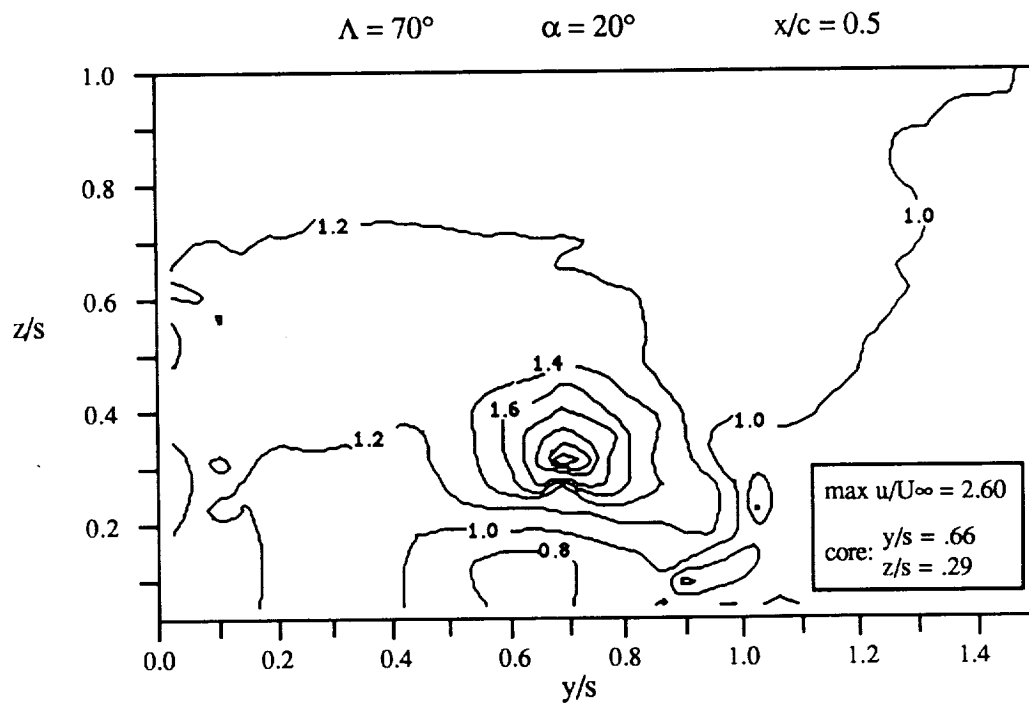 Λ = 70° α = 20° x/c = 0.5
1.0
0.8
0.6
0.4
0.2
z/s
1.2
1.0
1.4
1.6
1.0
1.2
1.0
0.8
max u/U∞ = 2.60
core: y/s = .66
z/s = .29
0.0 0.2 0.4 0.6 0.8 1.0 1.2 1.4
y/s